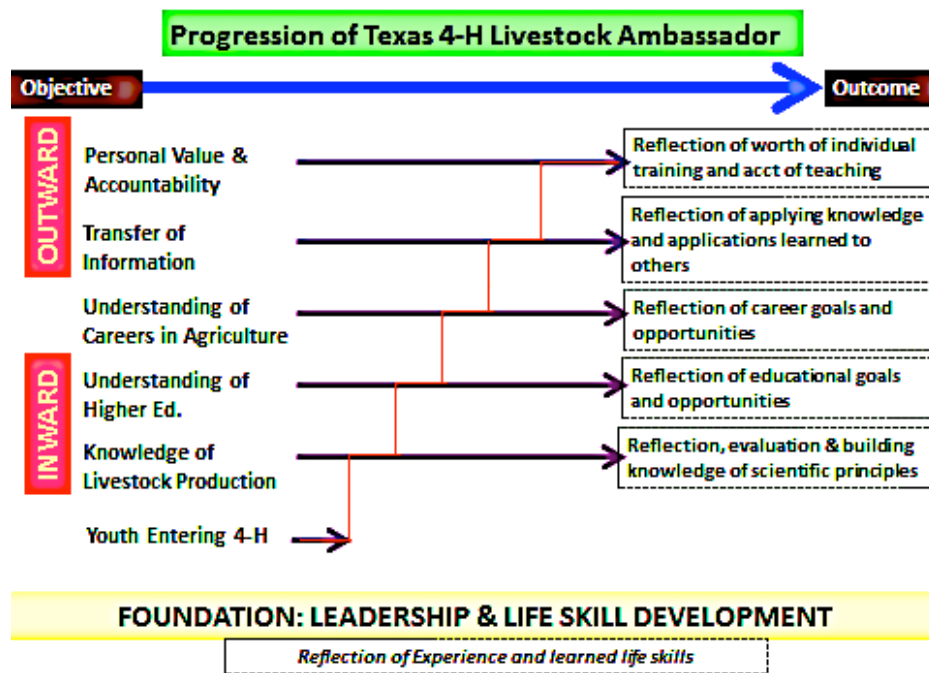 Progression of Texas 4-H Livestock Ambassador
Objective
Outcome
OUTWARD
Personal Value &
Accountability
Reflection of worth of individual
training and acct of teaching
Transfer of
Information
Reflection of applying knowledge
and applications learned to
others
Understanding of
Careers in Agriculture
Reflection of career goals and
opportunities
INWARD
Understanding of
Higher Ed.
Reflection of educational goals
and opportunities
Knowledge of
Livestock Production
Reflection, evaluation & building
knowledge of scientific principles
Youth Entering 4-H
FOUNDATION: LEADERSHIP & LIFE SKILL DEVELOPMENT
Reflection of Experience and learned life skills